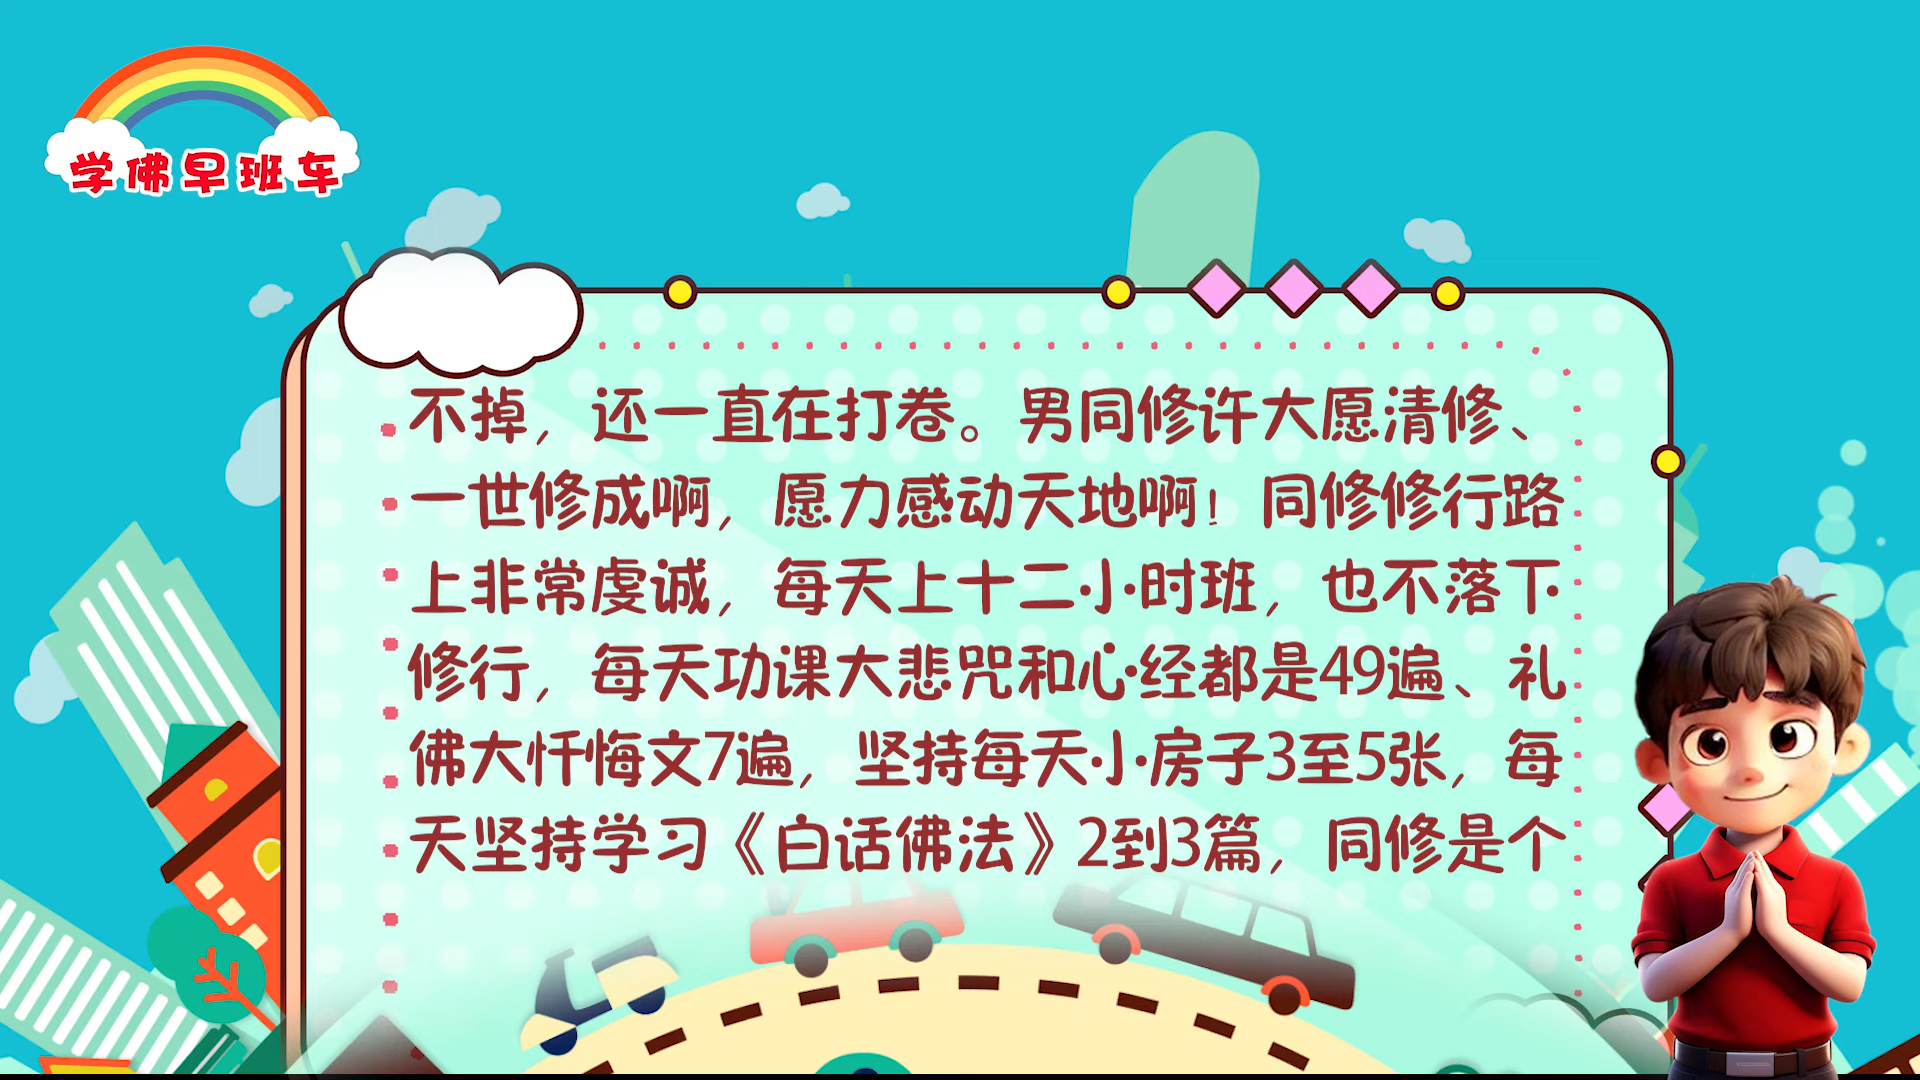 学佛早班车
不掉，还一直在打卷。男同修许大愿清修、
一世修成啊，愿力感动天地啊！同修修行路
上非常虔诚，每天上十二小时班，也不落下
修行，每天功课大悲咒和心经都是49遍、礼
佛大忏悔文7遍，坚持每天小房子3至5张，每
天坚持学习《白话佛法》2到3篇，同修是个